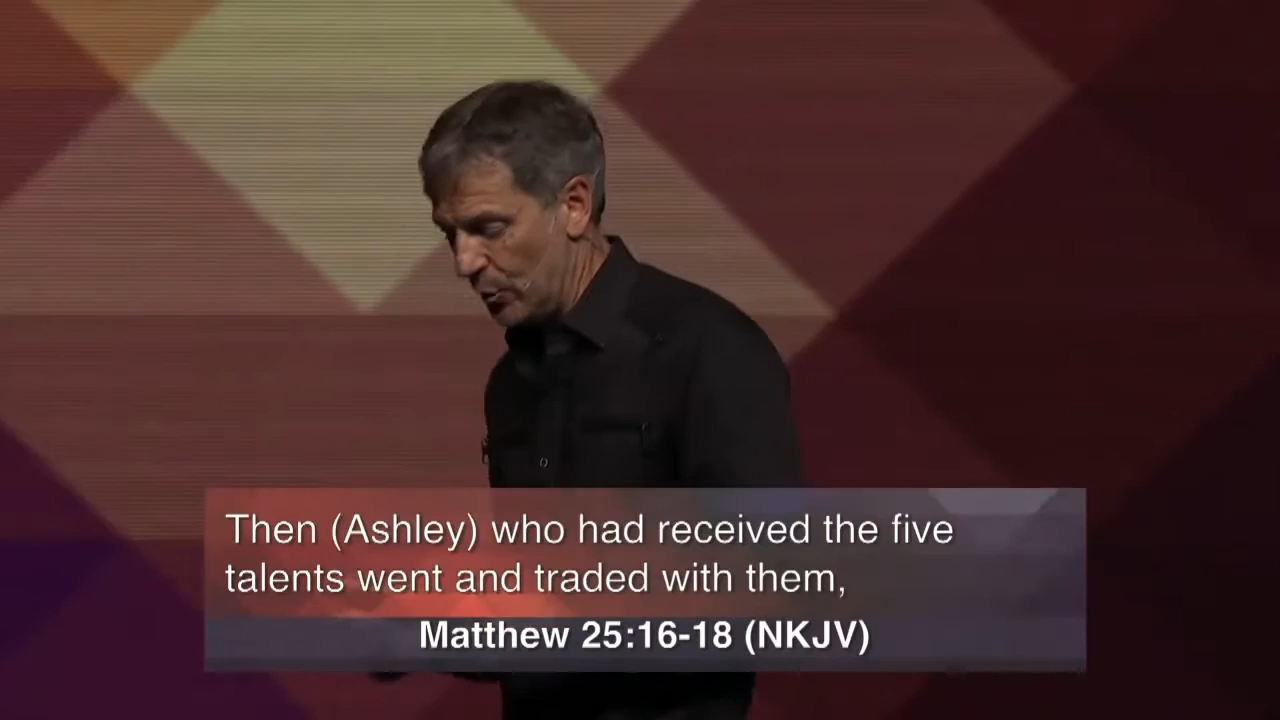 Then (Ashley) who had received the five
talents went and traded with them,
Matthew 25:16-18 (NKJV)